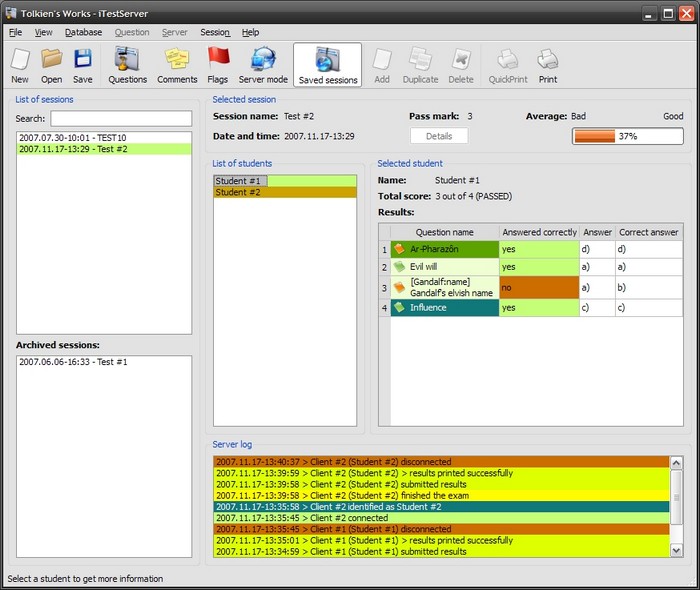 Tolkien's Works - iTestServer
File View Database Question Server Session Help
New Open Save Questions Comments Flags Server mode Saved sessions Add Duplicate Delete QuickPrint Print
List of sessions
Search:
2007.07.30-10:01 - TEST10
2007.11.17-13:29 - Test #2
Archived sessions:
2007.06.06-16:33 - Test #1
Selected session
Session name: Test #2 Pass mark: 3 Average: Bad Good
Date and time: 2007.11.17-13:29 Details 37%
List of students
Student #1
Student #2
Selected student
Name: Student #1
Total score: 3 out of 4 (PASSED)
Results:
Question name Answered correctly Answer Correct answer
1 Ar-Pharazôn yes d) d)
2 Evil will yes a) a)
3 [Gandalf:name] no a) b)
Gandalf's elvish name
4 Influence yes c) c)
Server log
2007.11.17-13:40:37 > Client #2 (Student #2) disconnected
2007.11.17-13:39:59 > Client #2 (Student #2) > results printed successfully
2007.11.17-13:39:58 > Client #2 (Student #2) submitted results
2007.11.17-13:39:58 > Client #2 (Student #2) finished the exam
2007.11.17-13:35:58 > Client #2 identified as Student #2
2007.11.17-13:35:45 > Client #2 connected
2007.11.17-13:35:45 > Client #1 (Student #1) disconnected
2007.11.17-13:35:01 > Client #1 (Student #1) > results printed successfully
2007.11.17-13:34:59 > Client #1 (Student #1) submitted results
Select a student to get more information